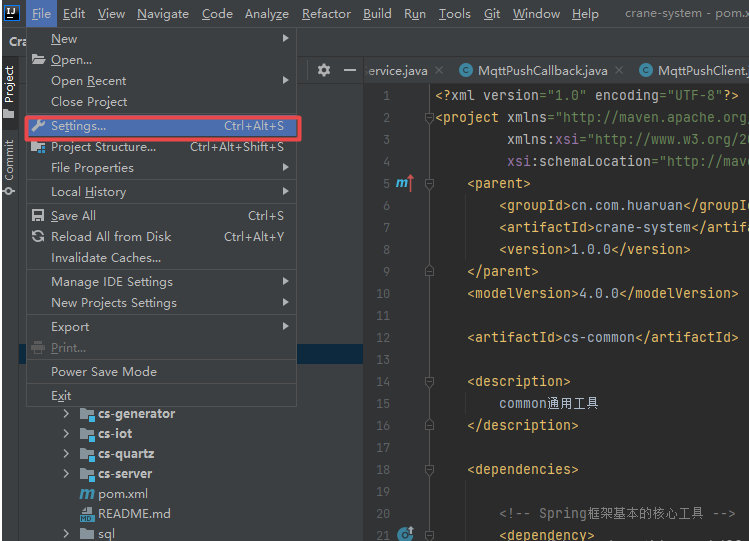 IJ File Edit View Navigate Code Analyze Refactor Build Run Tools Git Window Help crane-system - pom.x
Cra
Project
Commit
New
Open...
Open Recent
Close Project
Settings... Ctrl+Alt+S
Project Structure... Ctrl+Alt+Shift+S
File Properties
Local History
Save All Ctrl+S
Reload All from Disk Ctrl+Alt+Y
Invalidate Caches...
Manage IDE Settings
New Projects Settings
Export
Print...
Power Save Mode
Exit
cs-generator
cs-iot
cs-quartz
cs-server
pom.xml
README.md
sql
ervice.java MqttPushCallback.java MqttPushClient.j
1 <?xml version="1.0" encoding="UTF-8"?>
2 <project xmlns="http://maven.apache.org,
3 xmlns:xsi="http://www.w3.org/20
4 xsi:schemaLocation="http://mave
5 <parent>
6 <groupId>cn.com.huaruan</groupId
7 <artifactId>crane-system</artifa
8 <version>1.0.0</version>
9 </parent>
10 <modelVersion>4.0.0</modelVersion>
11
12 <artifactId>cs-common</artifactId>
13
14 <description>
15 common通用工具
16 </description>
17
18 <dependencies>
19
20 <!-- Spring框架基本的核心工具 -->
21 <dependency>